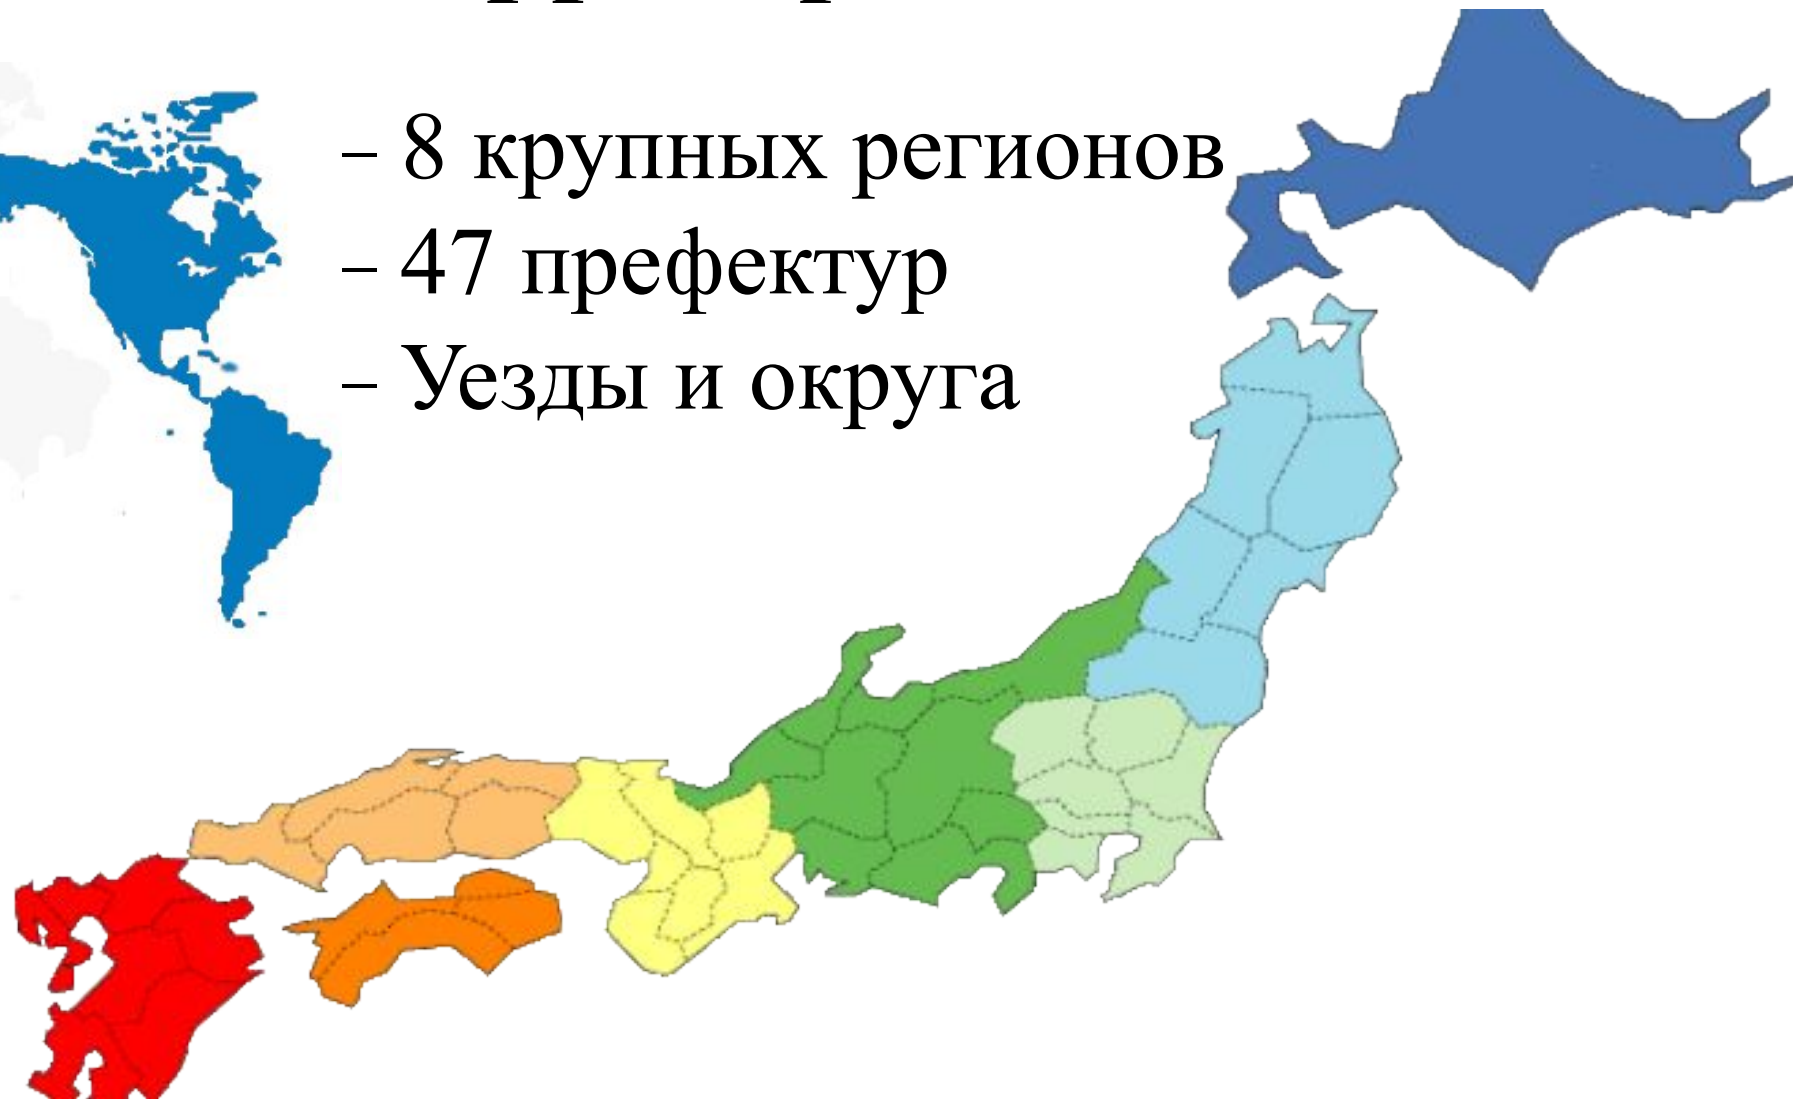 – 8 крупных регионов
– 47 префектур
– Уезды и округа